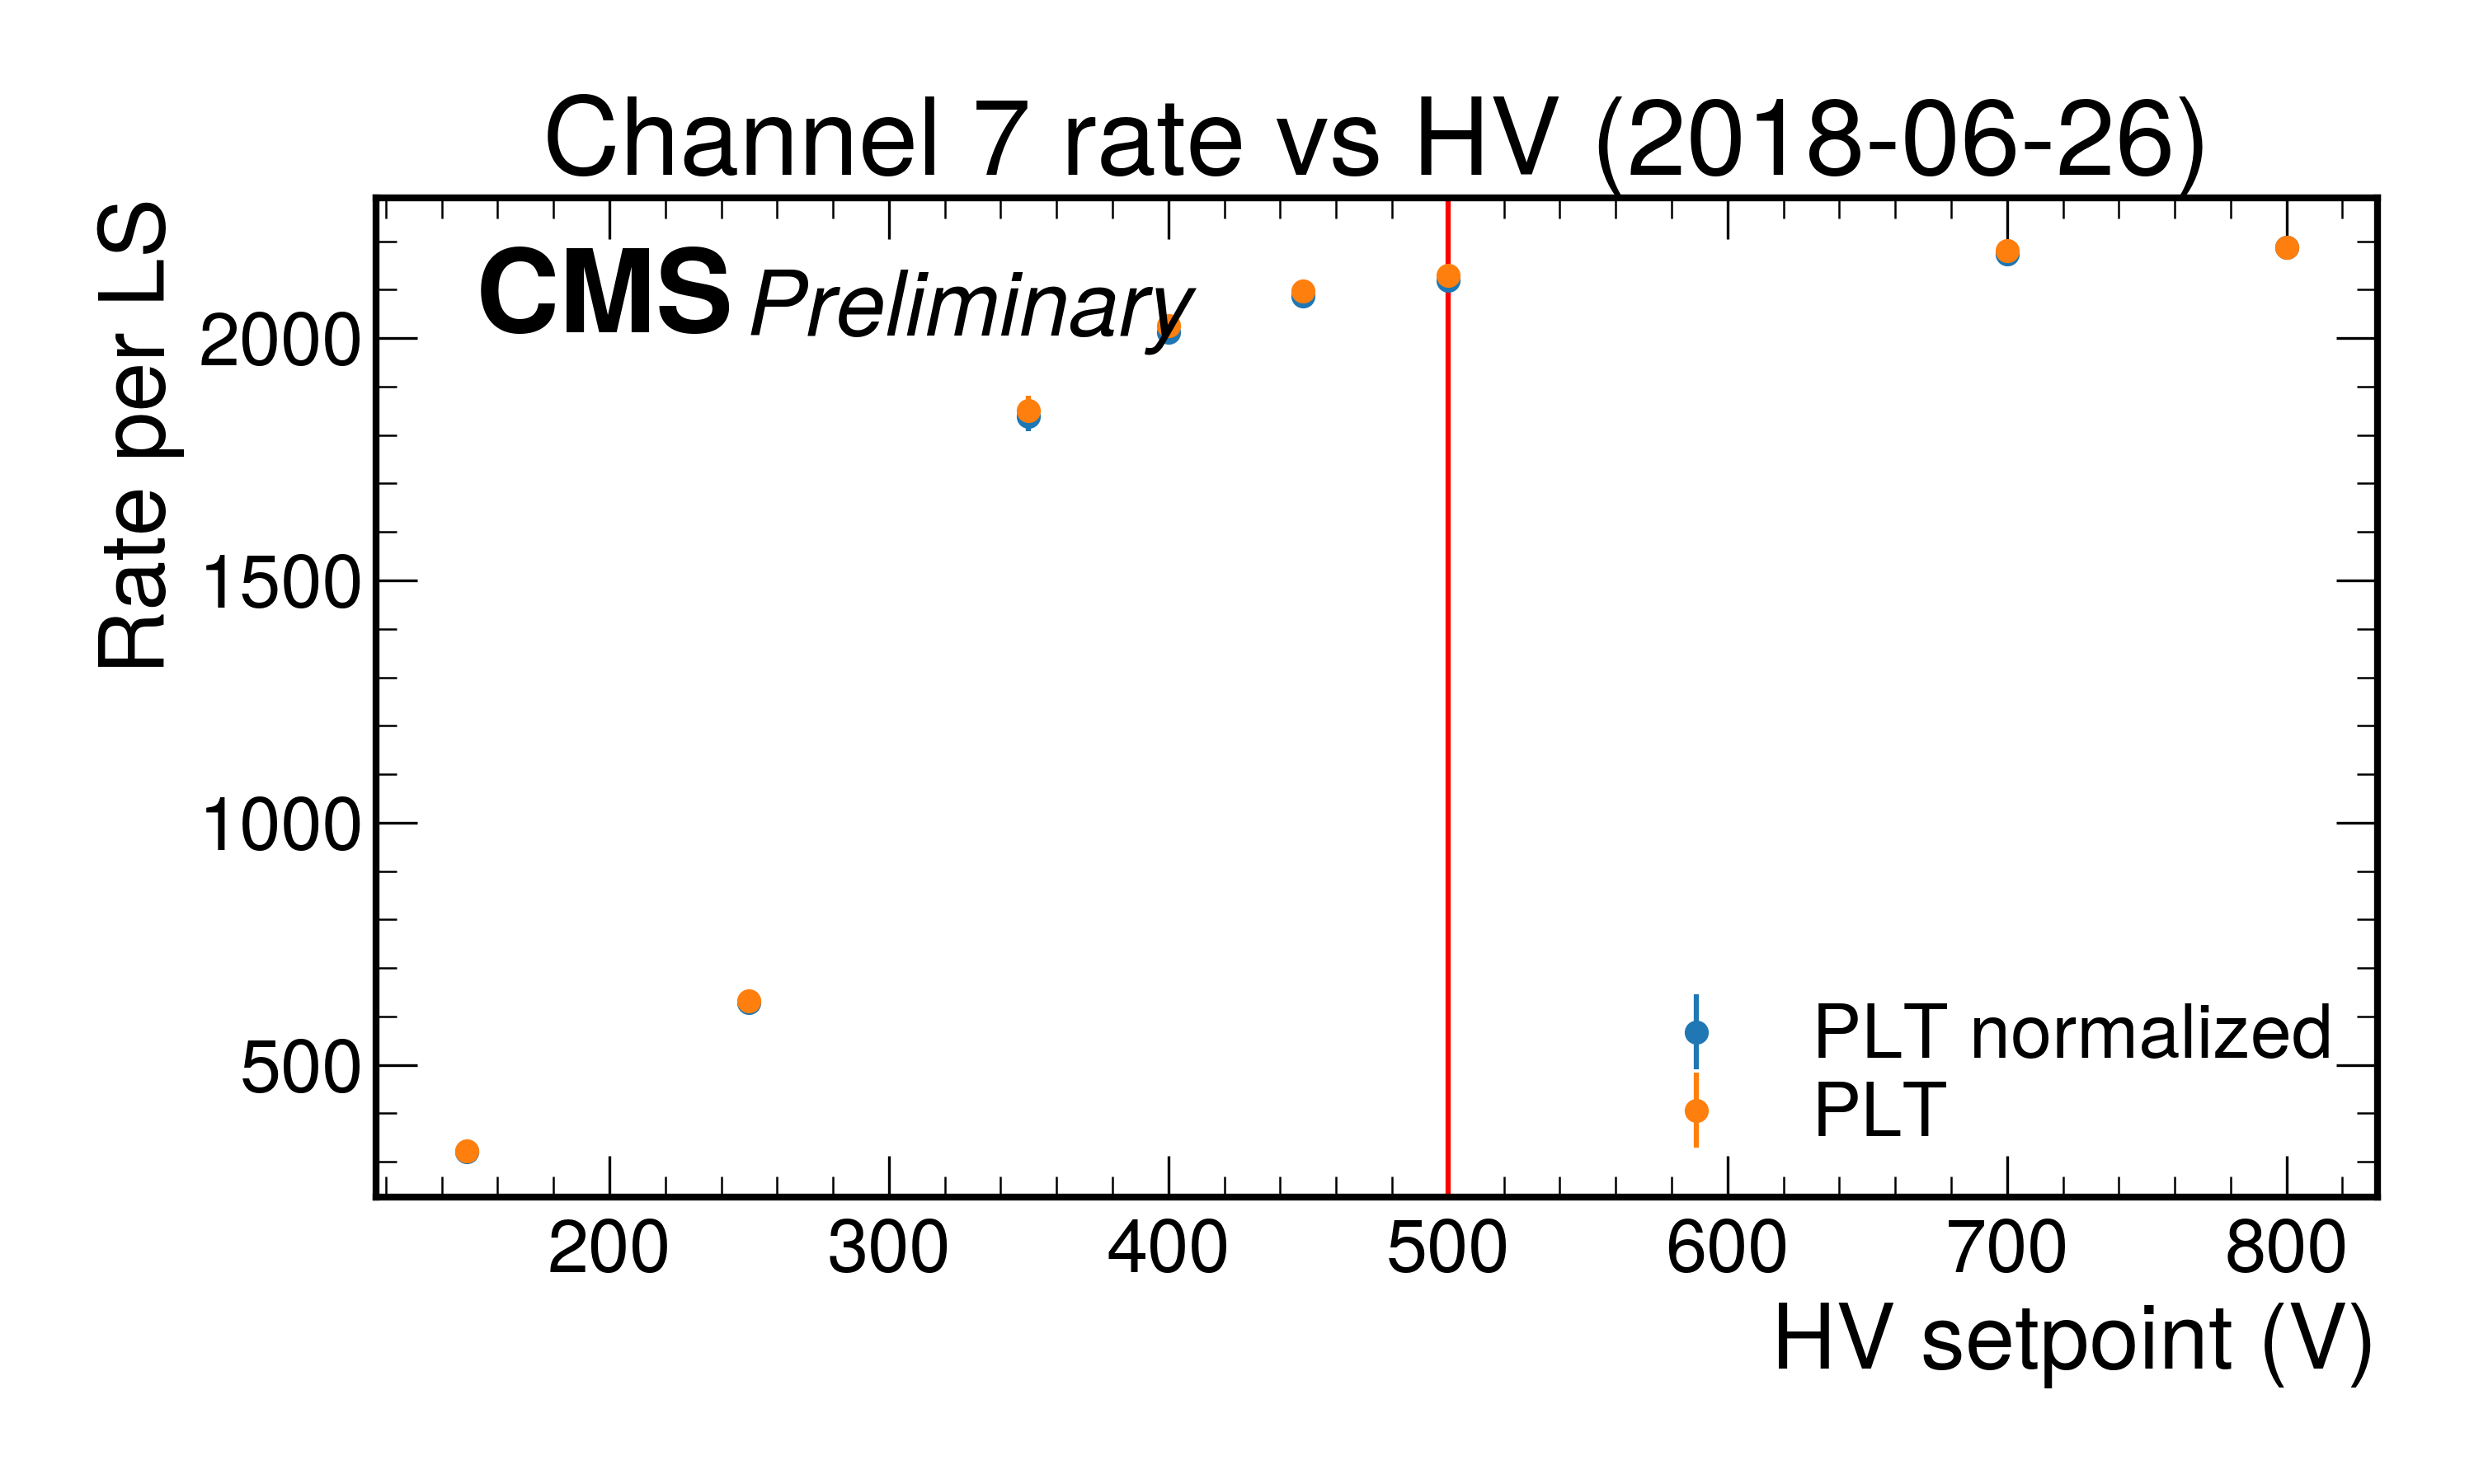 Channel 7 rate vs HV (2018-06-26)
CMS Preliminary
Rate per LS
2000
1500
1000
500
PLT normalized
PLT
200 300 400 500 600 700 800
HV setpoint (V)